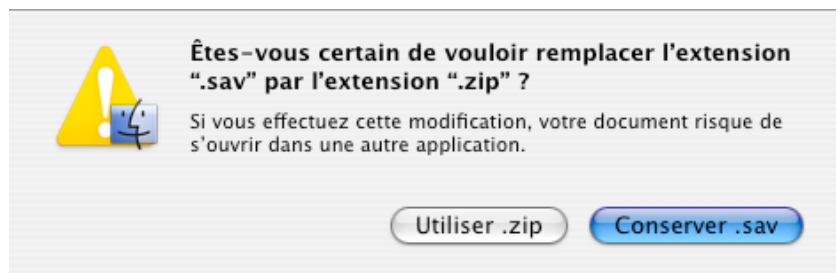 Êtes-vous certain de vouloir remplacer l'extension
“.sav” par l'extension “.zip” ?
Si vous effectuez cette modification, votre document risque de
s'ouvrir dans une autre application.
Utiliser .zip
Conserver .sav